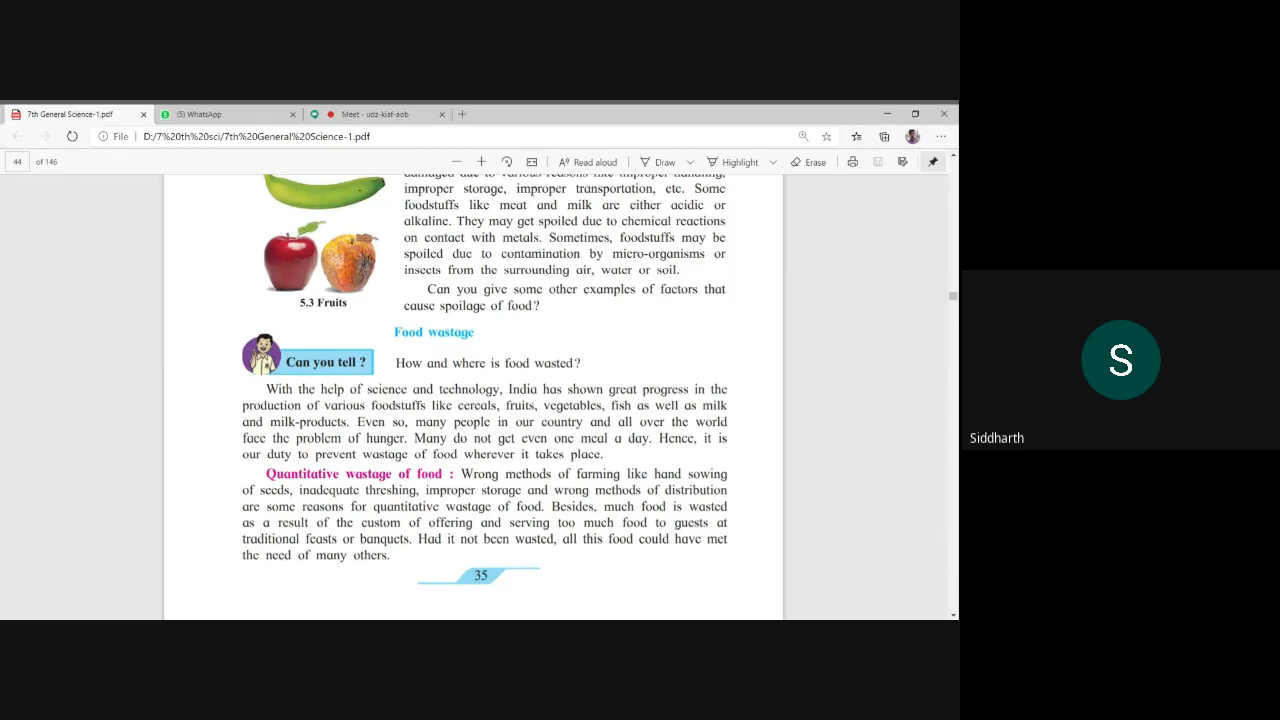 7th General Science-1.pdf
(5) WhatsApp
Meet - udz-kiaf-aob
File
D:/7%20th%20sci/7th%20General%20Science-1.pdf
44 of 146
Read aloud
Draw
Highlight
Erase
damaged due to various reasons like improper handling,
improper storage, improper transportation, etc. Some
foodstuffs like meat and milk are either acidic or
alkaline. They may get spoiled due to chemical reactions
on contact with metals. Sometimes, foodstuffs may be
spoiled due to contamination by micro-organisms or
insects from the surrounding air, water or soil.
Can you give some other examples of factors that
cause spoilage of food?
5.3 Fruits
Food wastage
Can you tell ?
How and where is food wasted?
With the help of science and technology, India has shown great progress in the
production of various foodstuffs like cereals, fruits, vegetables, fish as well as milk
and milk-products. Even so, many people in our country and all over the world
face the problem of hunger. Many do not get even one meal a day. Hence, it is
our duty to prevent wastage of food wherever it takes place.
Quantitative wastage of food : Wrong methods of farming like hand sowing
of seeds, inadequate threshing, improper storage and wrong methods of distribution
are some reasons for quantitative wastage of food. Besides, much food is wasted
as a result of the custom of offering and serving too much food to guests at
traditional feasts or banquets. Had it not been wasted, all this food could have met
the need of many others.
35
S
Siddharth